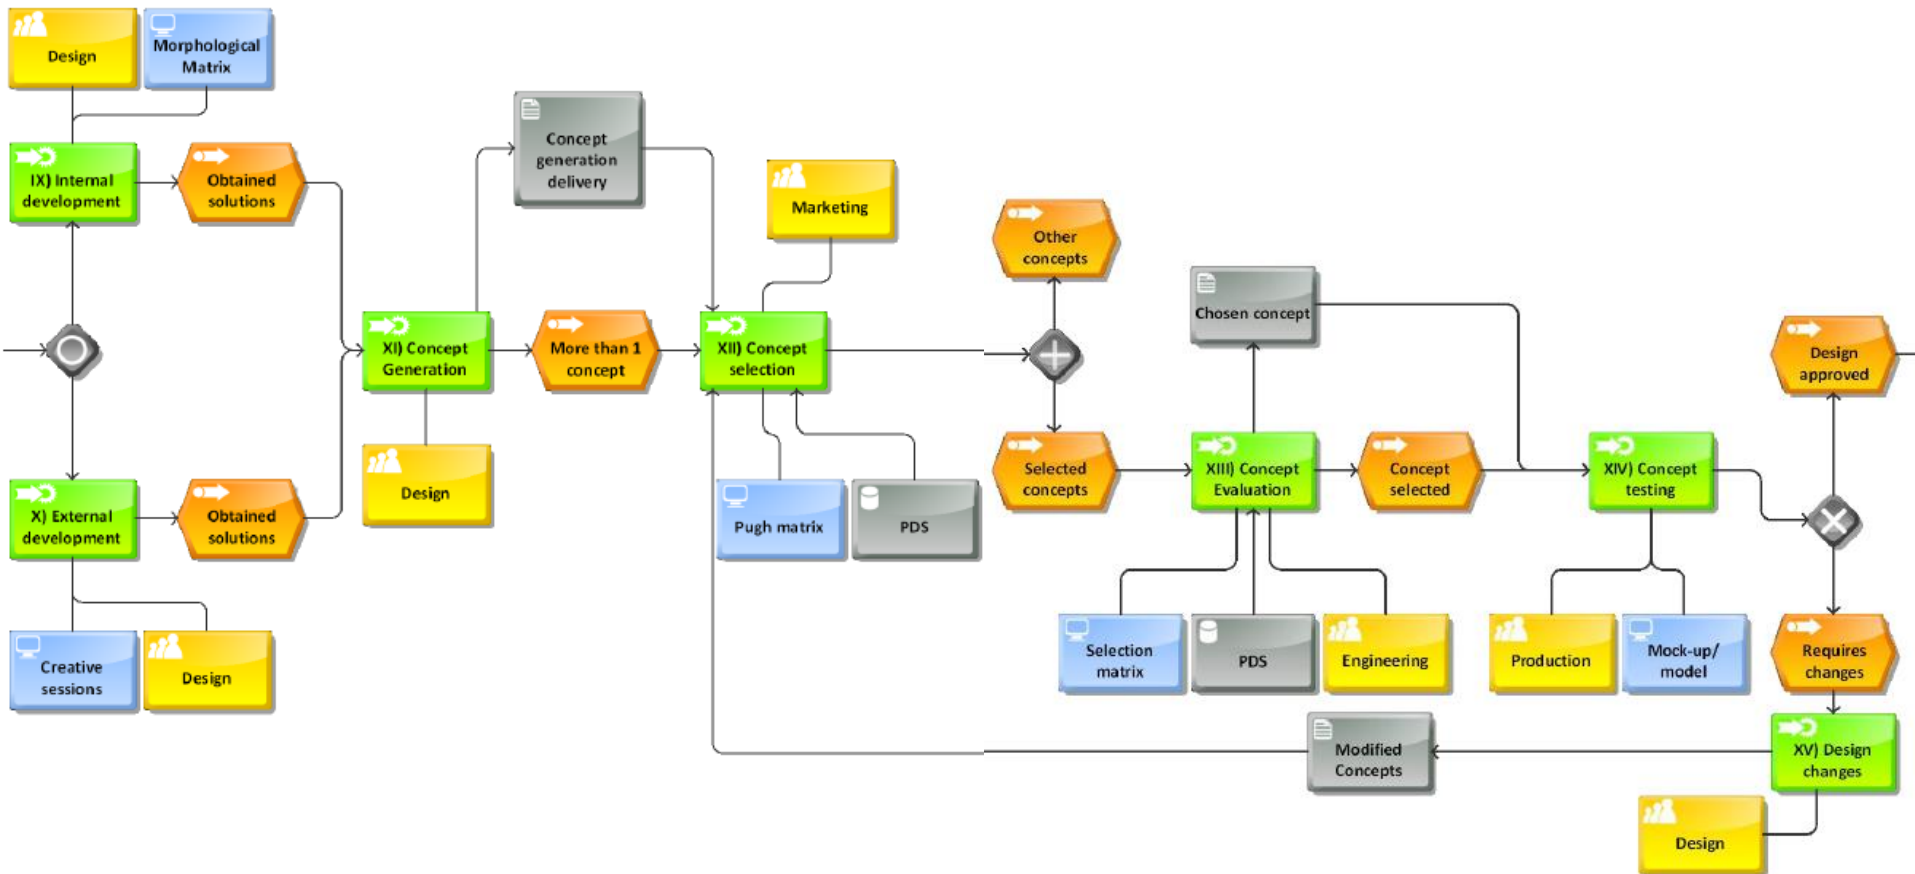 Design
Morphological
Matrix
IX) Internal
development
Obtained
solutions
Concept
generation
delivery
Marketing
Other
concepts
Chosen concept
XI) Concept
Generation
More than 1
concept
XII) Concept
selection
Design
approved
Design
Selected
concepts
XIII) Concept
Evaluation
Concept
selected
XIV) Concept
testing
X) External
development
Obtained
solutions
Pugh matrix
PDS
Creative
sessions
Design
Selection
matrix
PDS
Engineering
Production
Mock-up/
model
Requires
changes
Modified
Concepts
XV) Design
changes
Design